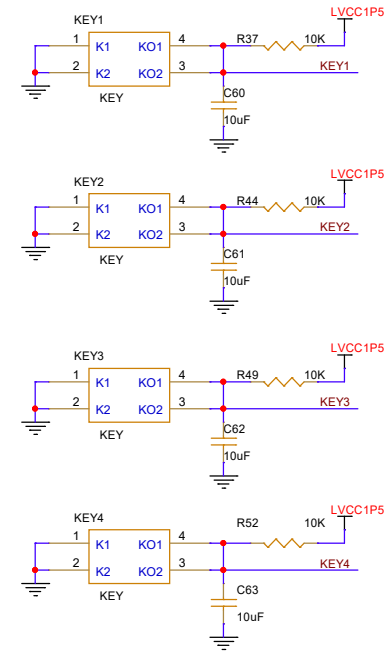 LVCC1P5
KEY1
R37 10K
1 K1 KO1 4
2 K2 KO2 3 KEY1
KEY
C60
10uF
LVCC1P5
KEY2
R44 10K
1 K1 KO1 4
2 K2 KO2 3 KEY2
KEY
C61
10uF
LVCC1P5
KEY3
R49 10K
1 K1 KO1 4
2 K2 KO2 3 KEY3
KEY
C62
10uF
LVCC1P5
KEY4
R52 10K
1 K1 KO1 4
2 K2 KO2 3 KEY4
KEY
C63
10uF